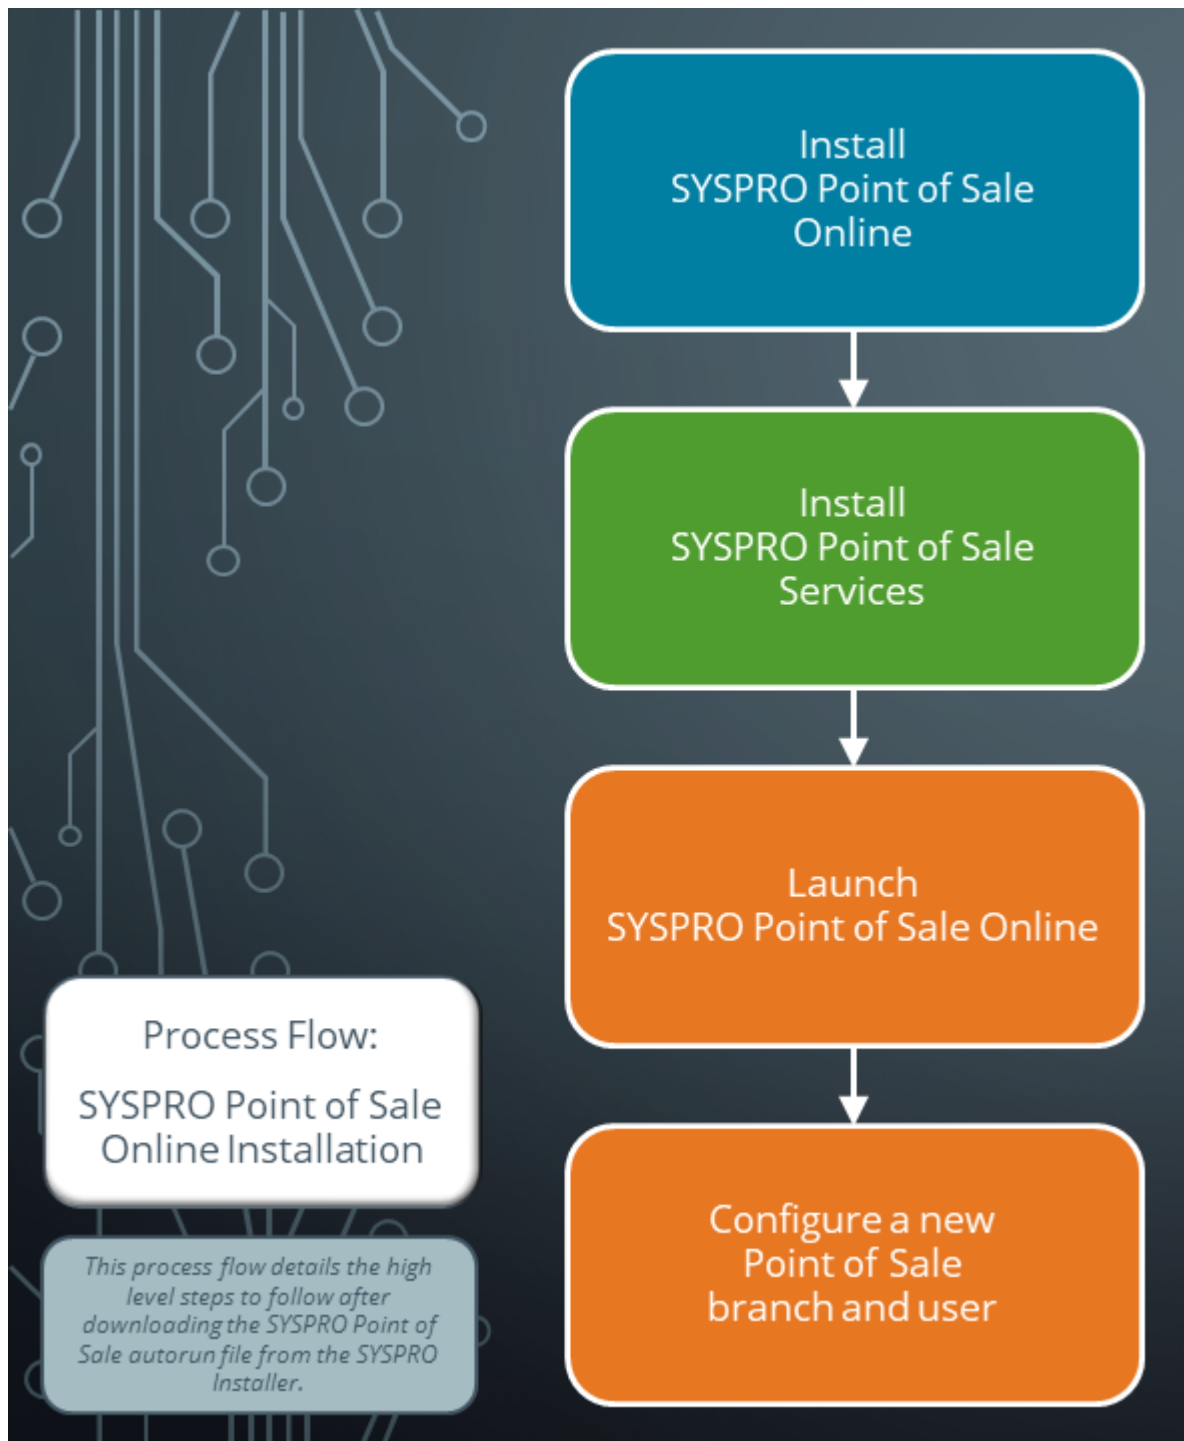 Install
SYSPRO Point of Sale
Online
Install
SYSPRO Point of Sale
Services
Launch
SYSPRO Point of Sale Online
Configure a new
Point of Sale
branch and user
Process Flow:
SYSPRO Point of Sale
Online Installation
This process flow details the high
level steps to follow after
downloading the SYSPRO Point of
Sale autorun file from the SYSPRO
Installer.